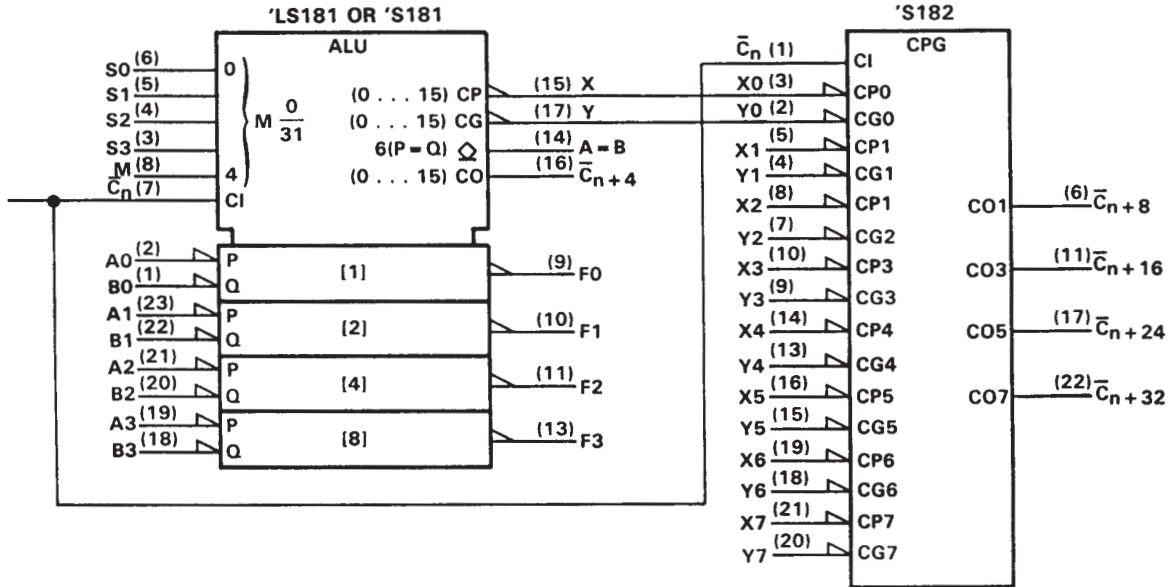 'LS181 OR 'S181
ALU
S0 (6) 0
S1 (5)
S2 (4)
S3 (3)
M (8) 4
C̅n (7) CI
M 0/31
(0 . . . 15) CP (15) X
(0 . . . 15) CG (17) Y
6(P = Q) (14) A = B
(0 . . . 15) CO (16) C̅n + 4
A0 (2) P
B0 (1) Q
[1]
(9) F0
A1 (23) P
B1 (22) Q
[2]
(10) F1
A2 (21)
B2 (20)
[4]
(11) F2
A3 (19) P
B3 (18) Q
[8]
(13) F3
'S182
CPG
C̅n (1) CI
X0 (3) CP0
Y0 (2) CG0
X1 (5) CP1
Y1 (4) CG1
X2 (8) CP1
Y2 (7) CG2
X3 (10) CP3
Y3 (9) CG3
X4 (14) CP4
Y4 (13) CG4
X5 (16) CP5
Y5 (15) CG5
X6 (19) CP6
Y6 (18) CG6
X7 (21) CP7
Y7 (20) CG7
CO1 (6) C̅n + 8
CO3 (11) C̅n + 16
CO5 (17) C̅n + 24
CO7 (22) C̅n + 32